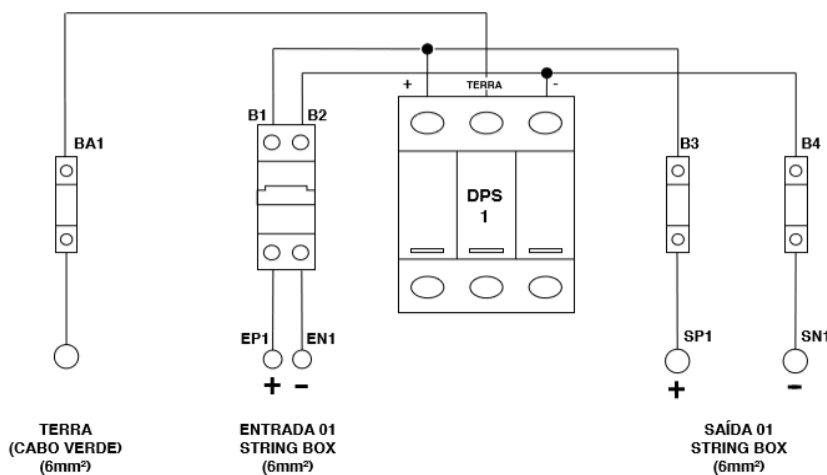 + TERRA -
B1 B2
BA1
B3
B4
DPS
1
EP1 EN1
SP1
SN1
+ -
+ -
TERRA
(CABO VERDE)
(6mm²)
ENTRADA 01
STRING BOX
(6mm²)
SAÍDA 01
STRING BOX
(6mm²)